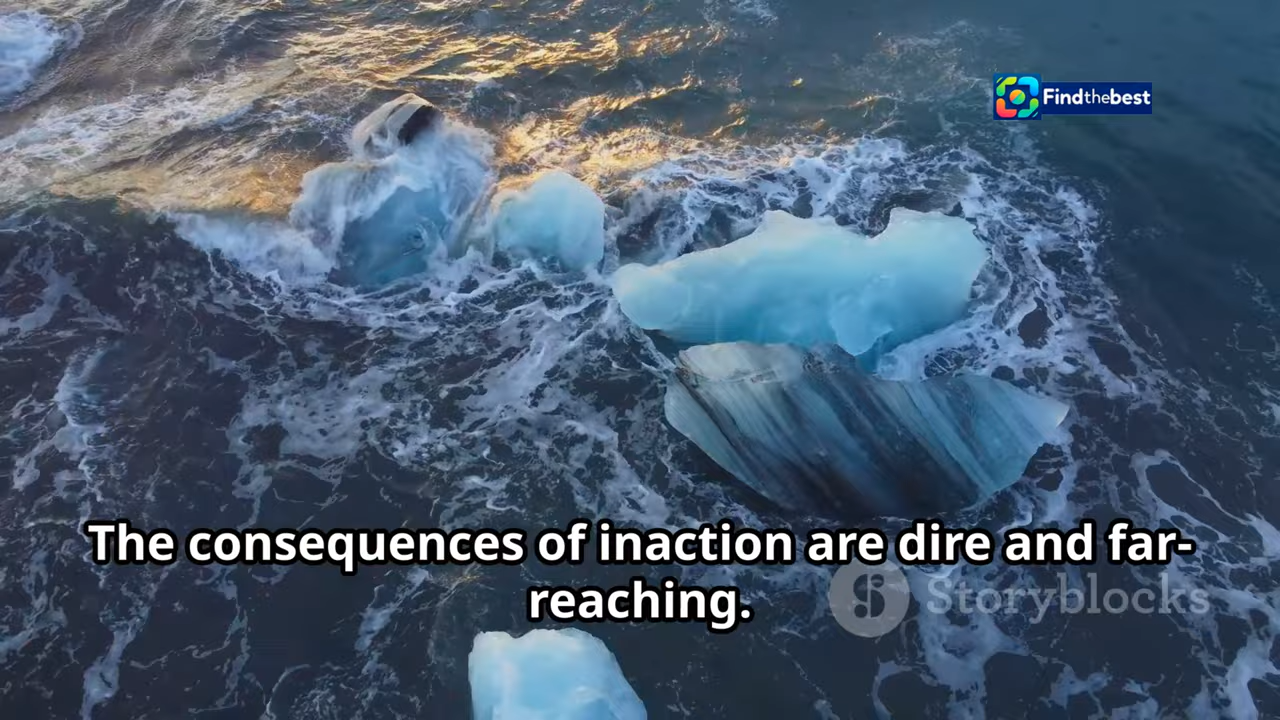 Findthebest
The consequences of inaction are dire and far-
reaching.
Storyblocks